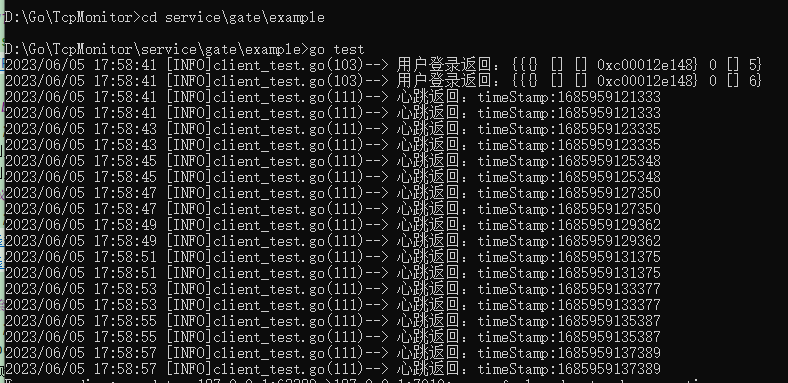 D:\Go\TcpMonitor>cd service\gate\example
D:\Go\TcpMonitor\service\gate\example>go test
2023/06/05 17:58:41 [INFO]client_test.go(103)--> 用户登录返回：{{{} [] [] 0xc00012e148} 0 [] 5}
2023/06/05 17:58:41 [INFO]client_test.go(103)--> 用户登录返回：{{{} [] [] 0xc00012e148} 0 [] 6}
2023/06/05 17:58:41 [INFO]client_test.go(111)--> 心跳返回：timeStamp:1685959121333
2023/06/05 17:58:41 [INFO]client_test.go(111)--> 心跳返回：timeStamp:1685959121333
2023/06/05 17:58:43 [INFO]client_test.go(111)--> 心跳返回：timeStamp:1685959123335
2023/06/05 17:58:43 [INFO]client_test.go(111)--> 心跳返回：timeStamp:1685959123335
2023/06/05 17:58:45 [INFO]client_test.go(111)--> 心跳返回：timeStamp:1685959125348
2023/06/05 17:58:45 [INFO]client_test.go(111)--> 心跳返回：timeStamp:1685959125348
2023/06/05 17:58:47 [INFO]client_test.go(111)--> 心跳返回：timeStamp:1685959127350
2023/06/05 17:58:47 [INFO]client_test.go(111)--> 心跳返回：timeStamp:1685959127350
2023/06/05 17:58:49 [INFO]client_test.go(111)--> 心跳返回：timeStamp:1685959129362
2023/06/05 17:58:49 [INFO]client_test.go(111)--> 心跳返回：timeStamp:1685959129362
2023/06/05 17:58:51 [INFO]client_test.go(111)--> 心跳返回：timeStamp:1685959131375
2023/06/05 17:58:51 [INFO]client_test.go(111)--> 心跳返回：timeStamp:1685959131375
2023/06/05 17:58:53 [INFO]client_test.go(111)--> 心跳返回：timeStamp:1685959133377
2023/06/05 17:58:53 [INFO]client_test.go(111)--> 心跳返回：timeStamp:1685959133377
2023/06/05 17:58:55 [INFO]client_test.go(111)--> 心跳返回：timeStamp:1685959135387
2023/06/05 17:58:55 [INFO]client_test.go(111)--> 心跳返回：timeStamp:1685959135387
2023/06/05 17:58:57 [INFO]client_test.go(111)--> 心跳返回：timeStamp:1685959137389
2023/06/05 17:58:57 [INFO]client_test.go(111)--> 心跳返回：timeStamp:1685959137389